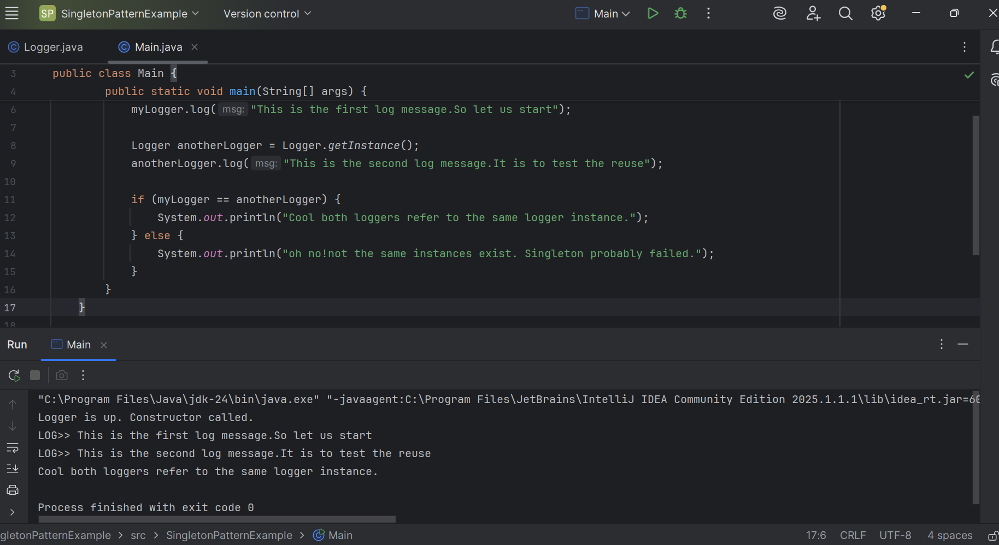 SP SingletonPatternExample Version control Main
Logger.java Main.java
3 public class Main {
4 public static void main(String[] args) {
6 myLogger.log( msg: "This is the first log message.So let us start");
7
8 Logger anotherLogger = Logger.getInstance();
9 anotherLogger.log( msg: "This is the second log message.It is to test the reuse");
10
11 if (myLogger == anotherLogger) {
12 System.out.println("Cool both loggers refer to the same logger instance.");
13 } else {
14 System.out.println("oh no!not the same instances exist. Singleton probably failed.");
15 }
16 }
17 }
18
Run Main
"C:\Program Files\Java\jdk-24\bin\java.exe" "-javaagent:C:\Program Files\JetBrains\IntelliJ IDEA Community Edition 2025.1.1.1\lib\idea_rt.jar=60
Logger is up. Constructor called.
LOG>> This is the first log message.So let us start
LOG>> This is the second log message.It is to test the reuse
Cool both loggers refer to the same logger instance.
Process finished with exit code 0
gletonPatternExample > src > SingletonPatternExample > Main 17:6 CRLF UTF-8 4 spaces